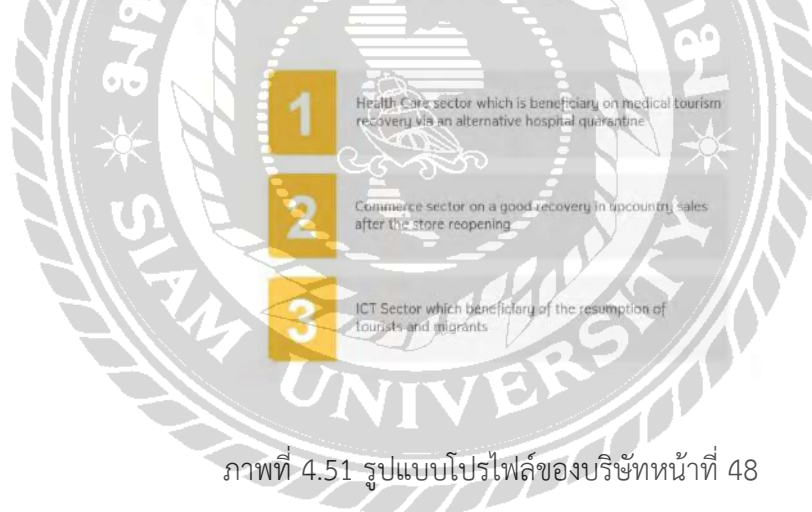 1
Health Care sector which is beneficiary on medical tourism
recovery via an alternative hospital quarantine
2
Commerce sector on a good recovery in upcountry sales
after the store reopening
3
ICT Sector which beneficiary of the resumption of
tourists and migrants
SIAM UNIVERSITY
ภาพที่ 4.51 รูปแบบโปรไฟล์ของบริษัทหน้าที่ 48